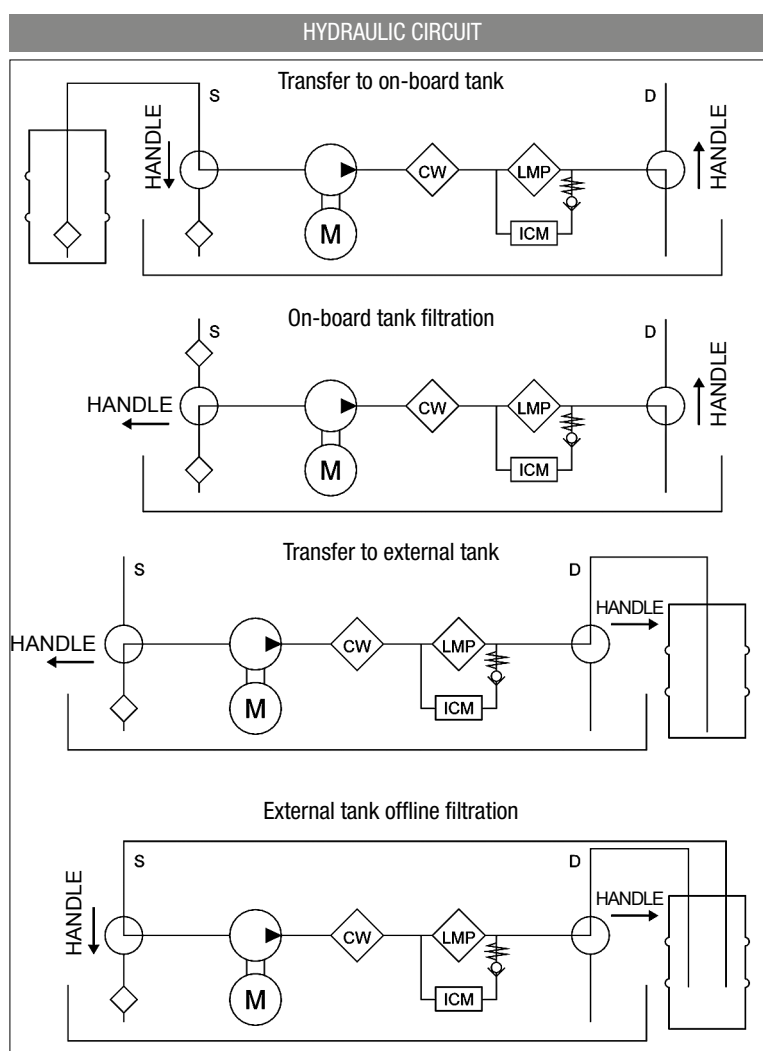 HYDRAULIC CIRCUIT
Transfer to on-board tank
S
D
HANDLE
HANDLE
CW
LMP
M
ICM
On-board tank filtration
S
D
HANDLE
HANDLE
CW
LMP
M
ICM
Transfer to external tank
S
D
HANDLE
HANDLE
CW
LMP
M
ICM
External tank offline filtration
S
D
HANDLE
HANDLE
CW
LMP
M
ICM